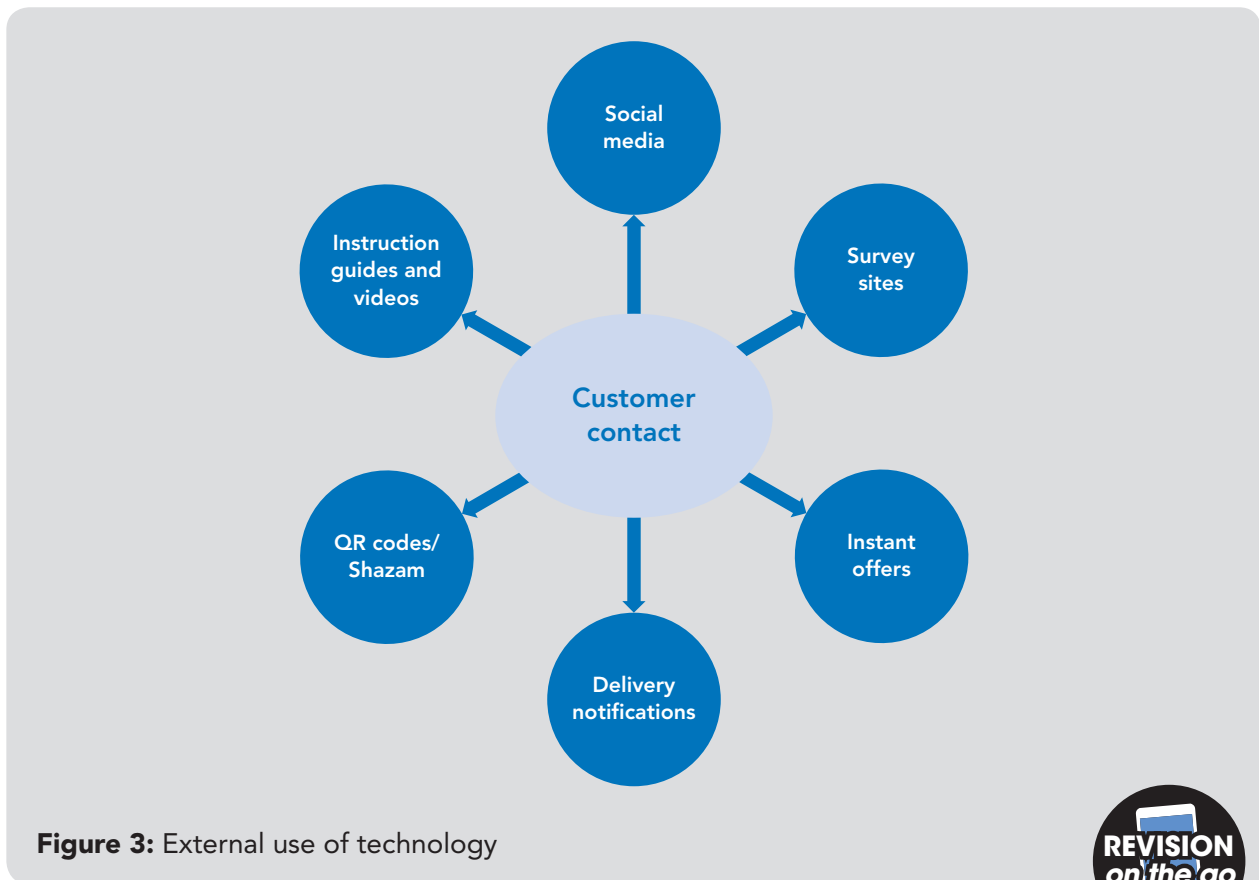 Social
media
Instruction
guides and
videos
Survey
sites
Customer
contact
QR codes/
Shazam
Instant
offers
Delivery
notifications
Figure 3: External use of technology
REVISION
on the go